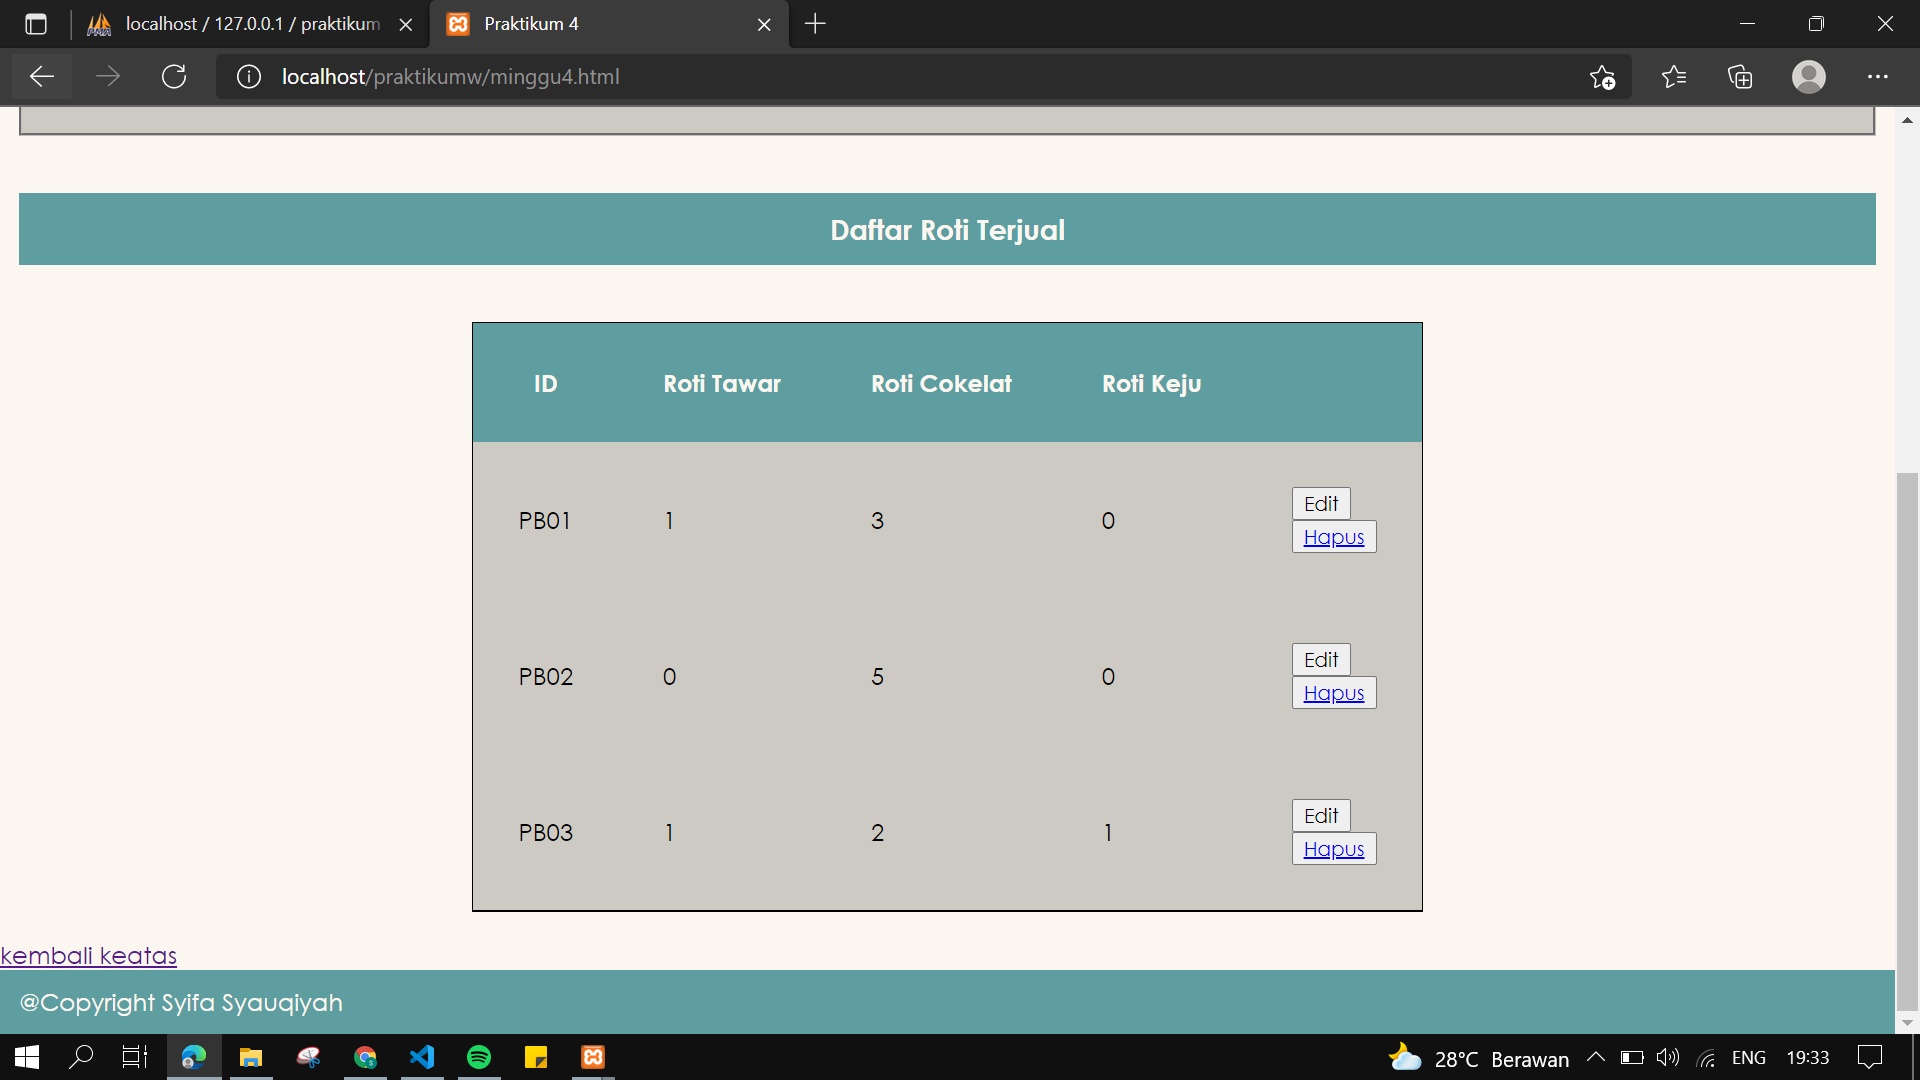 localhost / 127.0.0.1 / praktikum
Praktikum 4
localhost/praktikumw/minggu4.html
Daftar Roti Terjual
ID Roti Tawar Roti Cokelat Roti Keju
PB01 1 3 0 Edit
Hapus
PB02 0 5 0 Edit
Hapus
PB03 1 2 1 Edit
Hapus
kembali keatas
@Copyright Syifa Syauqiyah
28°C Berawan ENG 19:33